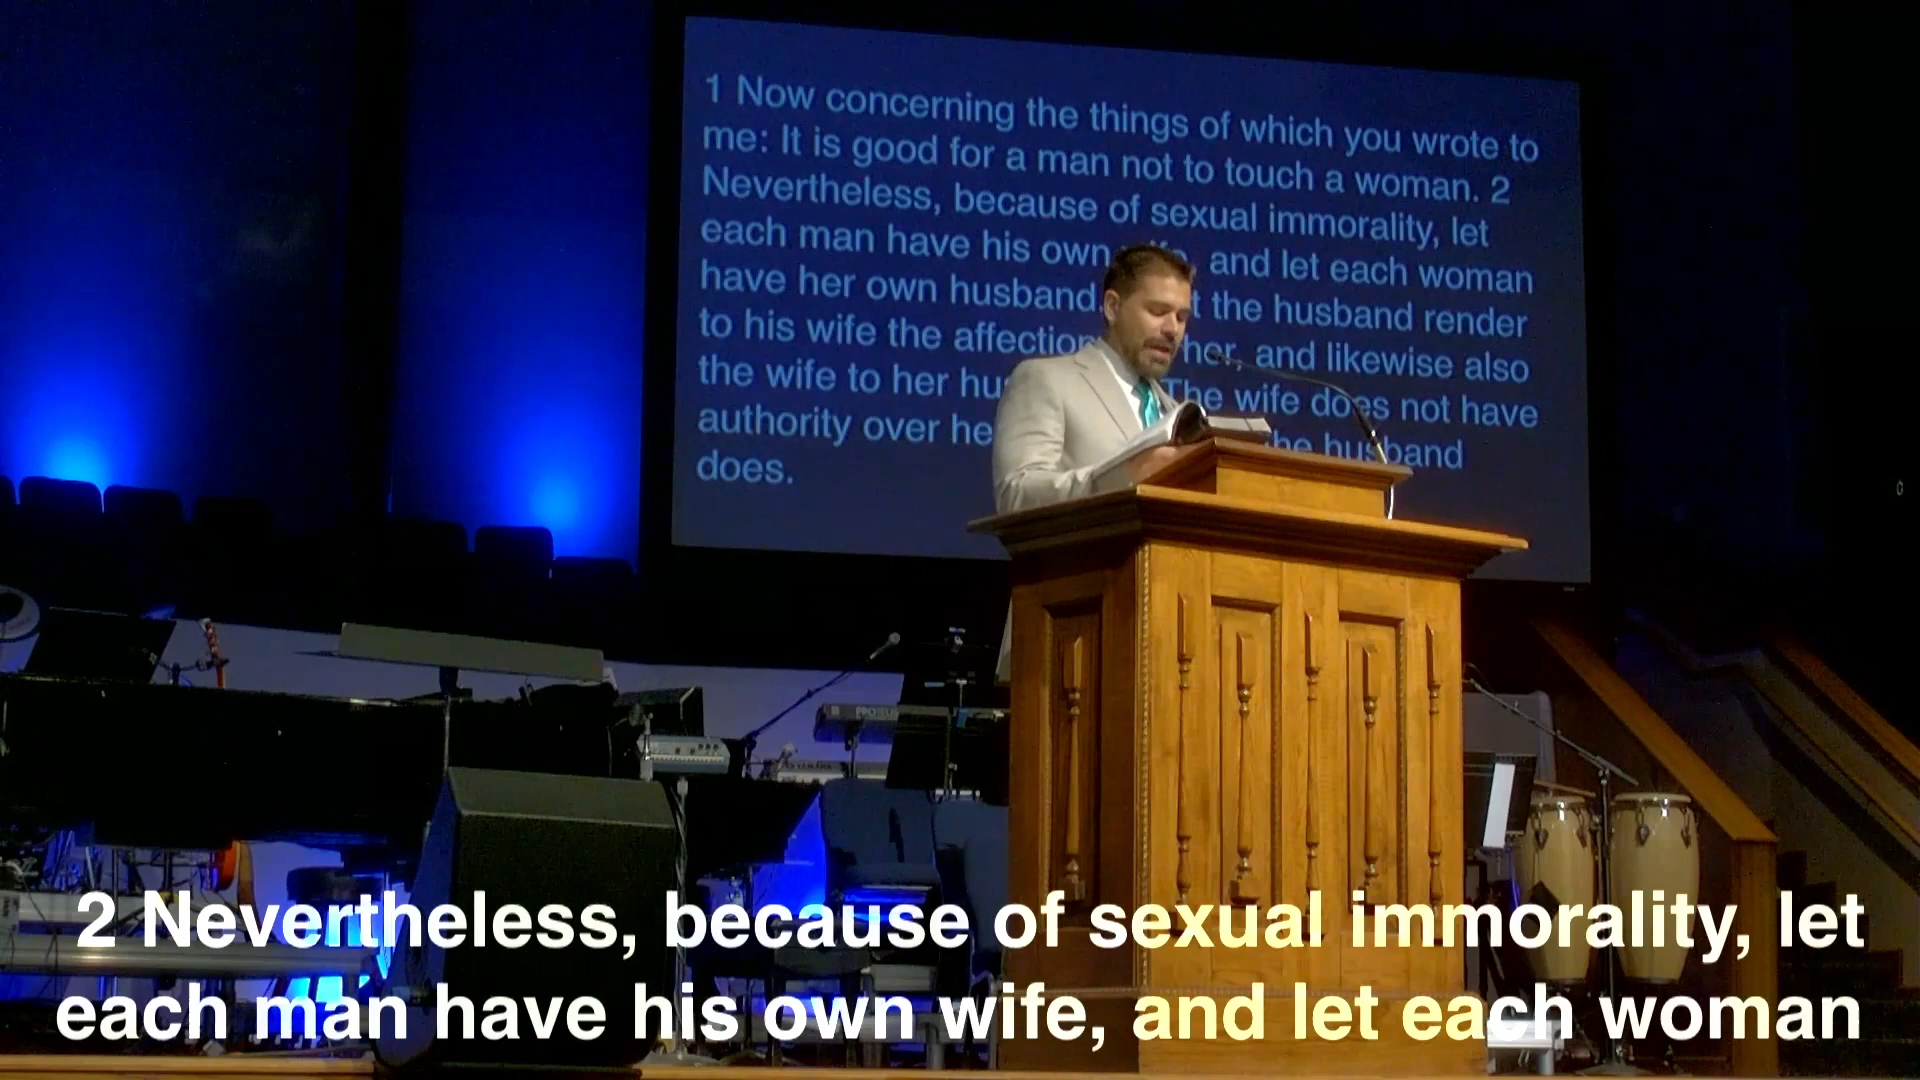 1 Now concerning the things of which you wrote to
me: It is good for a man not to touch a woman. 2
Nevertheless, because of sexual immorality, let
each man have his own and let each woman
have her own husband the husband render
to his wife the affection her, and likewise also
the wife to her The wife does not have
authority over the husband
does.
2 Nevertheless, because of sexual immorality, let
each man have his own wife, and let each woman